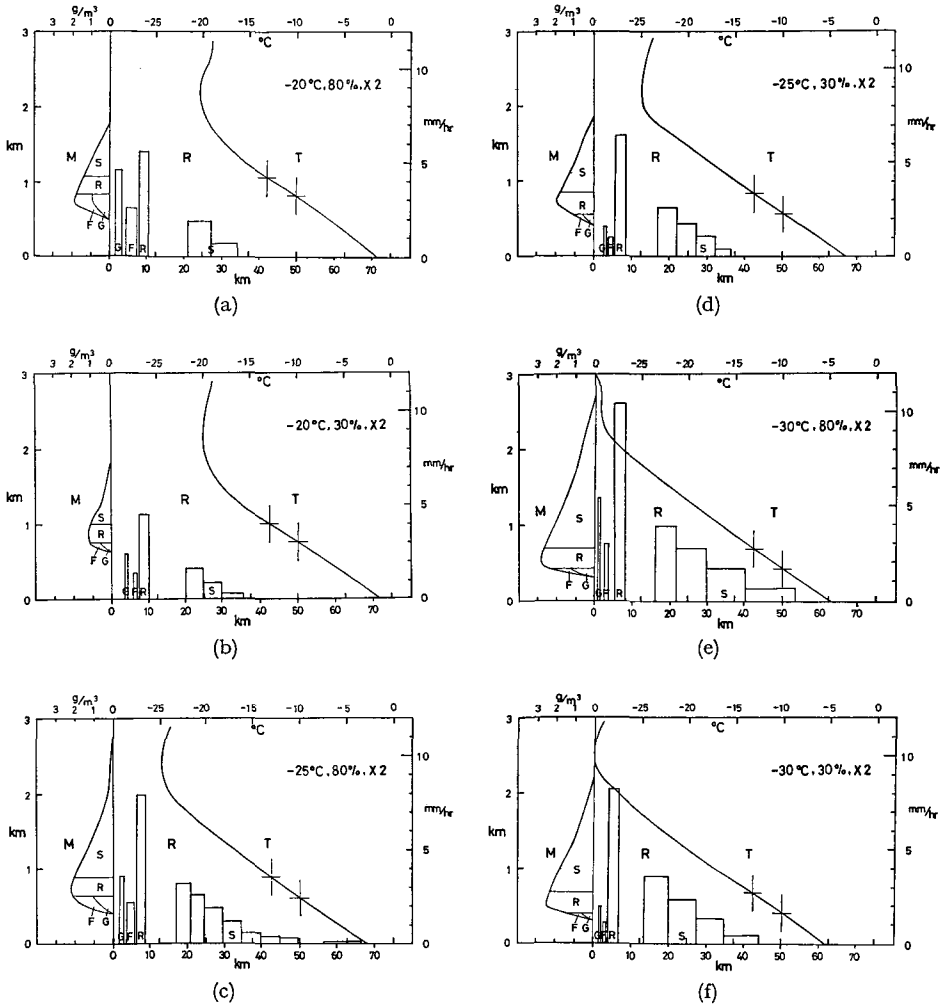 g/m³
3 2 1 0 -25 -20 -15 -10 -5 0
°C
3
2
1
0
km
10
5
0
mm/hr
-20°C, 80%, X2
M R T
S
R
F G
G F R S
0 10 20 30 40 50 60 70
km
(a)
g/m³
3 2 1 0 -25 -20 -15 -10 -5 0
°C
3
2
1
0
km
10
5
0
mm/hr
-20°C, 30%, X2
M R T
S
R
F G
G F R S
0 10 20 30 40 50 60 70
km
(b)
g/m³
3 2 1 0 -25 -20 -15 -10 -5 0
°C
3
2
1
0
km
10
5
0
mm/hr
-25°C, 80%, X2
M R T
S
R
F G
G F R S
0 10 20 30 40 50 60 70
km
(c)
g/m³
3 2 1 0 -25 -20 -15 -10 -5 0
°C
3
2
1
0
km
10
5
0
mm/hr
-25°C, 30%, X2
M R T
S
R
F G
G F R S
0 10 20 30 40 50 60 70
km
(d)
g/m³
3 2 1 0 -25 -20 -15 -10 -5 0
°C
3
2
1
0
km
10
5
0
mm/hr
-30°C, 80%, X2
M R T
S
R
F G
G F R S
0 10 20 30 40 50 60 70
km
(e)
g/m³
3 2 1 0 -25 -20 -15 -10 -5 0
°C
3
2
1
0
km
10
5
0
mm/hr
-30°C, 30%, X2
M R T
S
R
F G
G F R S
0 10 20 30 40 50 60 70
km
(f)